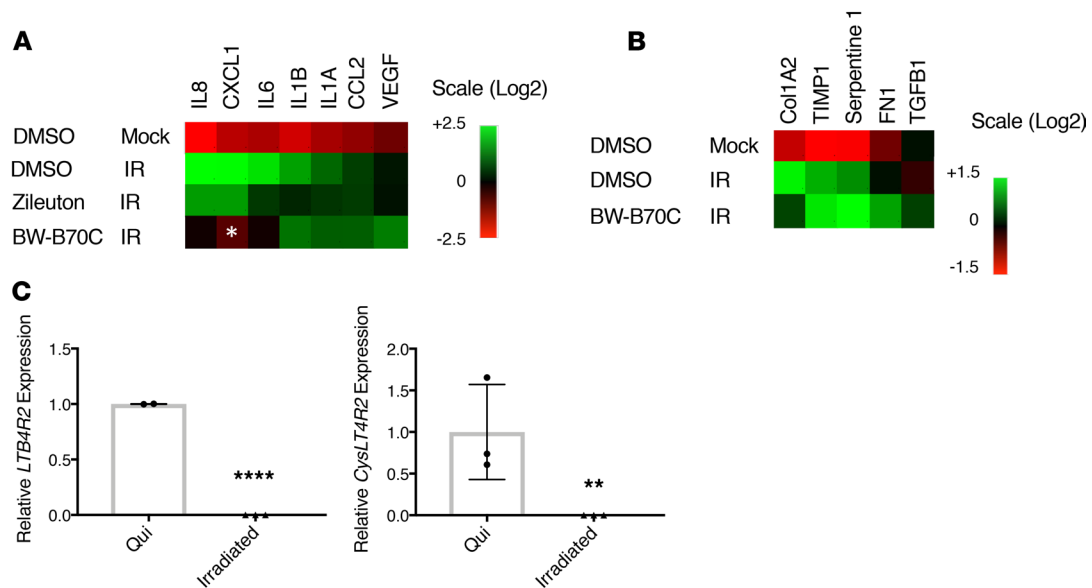 A
IL8 CXCL1 IL6 IL1B IL1A CCL2 VEGF
Scale (Log2)
DMSO Mock
DMSO IR
Zileuton IR
BW-B70C IR
*
+2.5
0
-2.5
B
Col1A2 TIMP1 Serpentine 1 FN1 TGFB1
Scale (Log2)
DMSO Mock
DMSO IR
BW-B70C IR
+1.5
0
-1.5
C
Relative LTB4R2 Expression
1.5
1.0
0.5
0.0
****
Qui
Irradiated
Relative CysLT4R2 Expression
2.0
1.5
1.0
0.5
0.0
**
Qui
Irradiated